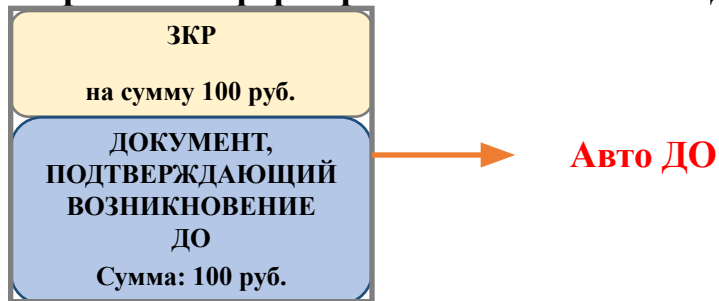 ЗКР
на сумму 100 руб.
ДОКУМЕНТ,
ПОДТВЕРЖДАЮЩИЙ
ВОЗНИКНОВЕНИЕ
ДО
Сумма: 100 руб.
Авто ДО